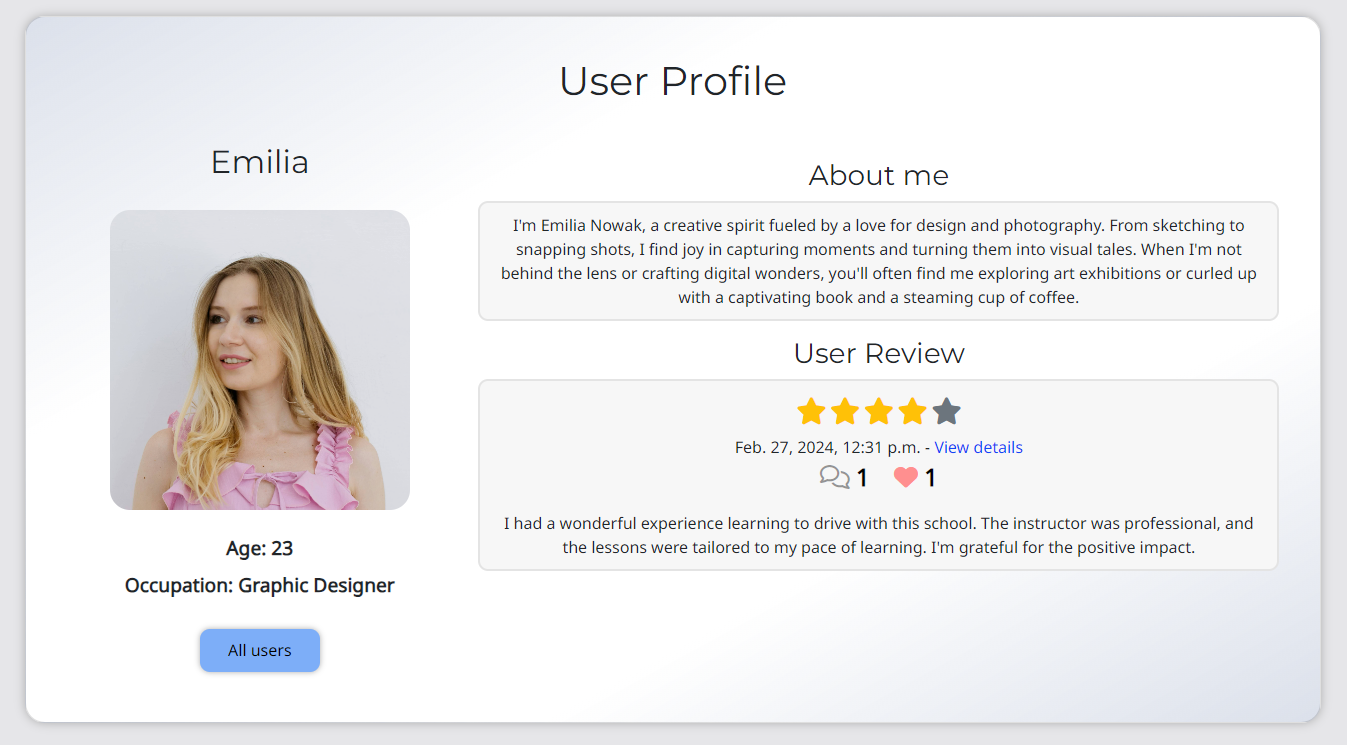 User Profile
Emilia
Age: 23
Occupation: Graphic Designer
All users
About me
I'm Emilia Nowak, a creative spirit fueled by a love for design and photography. From sketching to
snapping shots, I find joy in capturing moments and turning them into visual tales. When I'm not
behind the lens or crafting digital wonders, you'll often find me exploring art exhibitions or curled up
with a captivating book and a steaming cup of coffee.
User Review
Feb. 27, 2024, 12:31 p.m. - View details
1 1
I had a wonderful experience learning to drive with this school. The instructor was professional, and
the lessons were tailored to my pace of learning. I'm grateful for the positive impact.